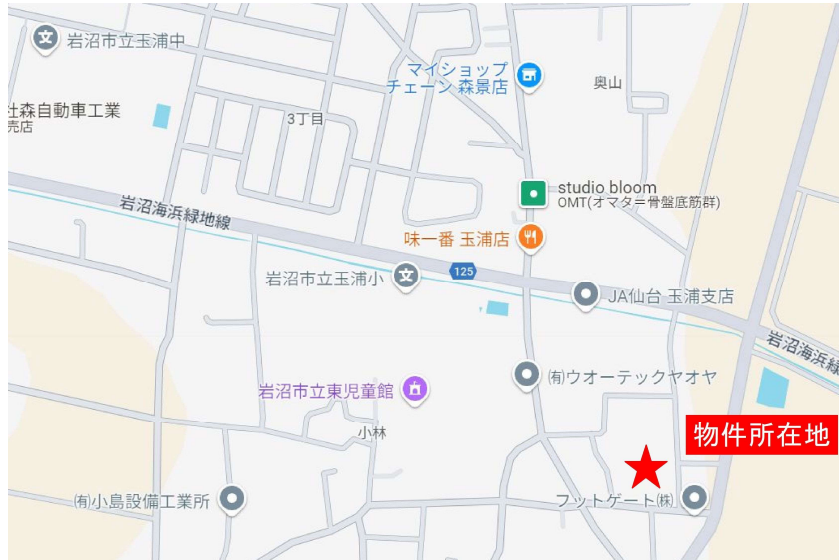 岩沼市立玉浦中
マイショップ
チェーン 森景店
奥山
杜森自動車工業
売店
3丁目
studio bloom
OMT(オマター骨盤底筋群)
岩沼海浜緑地線
味一番 玉浦店
岩沼市立玉浦小
125
JA仙台 玉浦支店
岩沼海浜緑
㈲ウオーテックヤオヤ
岩沼市立東児童館
小林
物件所在地
㈲小島設備工業所
フットゲート㈱